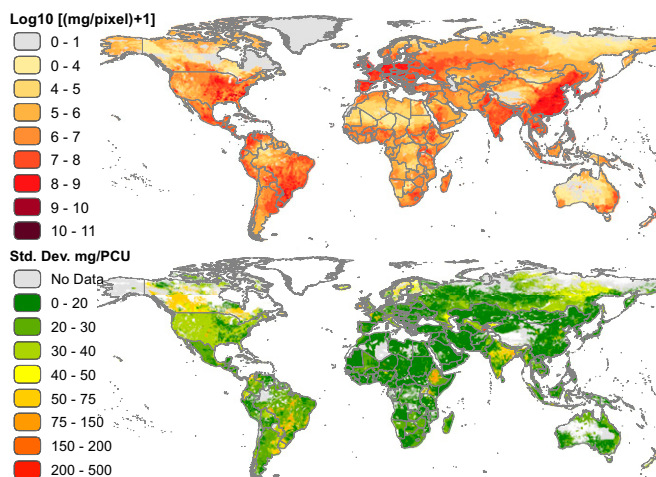 Log10 [(mg/pixel)+1]
0 - 1
0 - 4
4 - 5
5 - 6
6 - 7
7 - 8
8 - 9
9 - 10
10 - 11
Std. Dev. mg/PCU
No Data
0 - 20
20 - 30
30 - 40
40 - 50
50 - 75
75 - 150
150 - 200
200 - 500